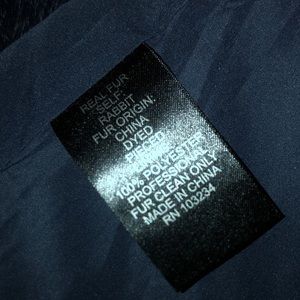 REAL FUR
SELF:
RABBIT
FUR ORIGIN:
CHINA
DYED
PIECED
100% POLYESTER
PROFESSIONAL
FUR CLEAN ONLY
MADE IN CHINA
RN 103234